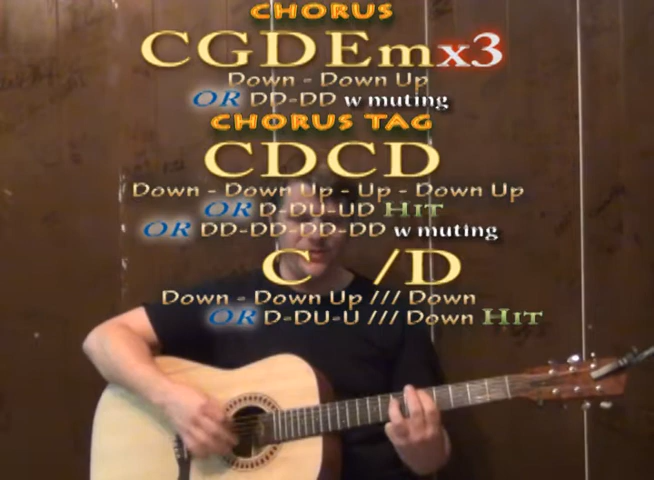 CHORUS
CGDEmx3
Down - Down Up
OR DD-DD w muting
CHORUS TAG
CDCD
Down - Down Up - Up - Down Up
OR D-DU-UD HIT
OR DD-DD-DD-DD w muting
C /D
Down - Down Up /// Down
OR D-DU-U /// Down HIT